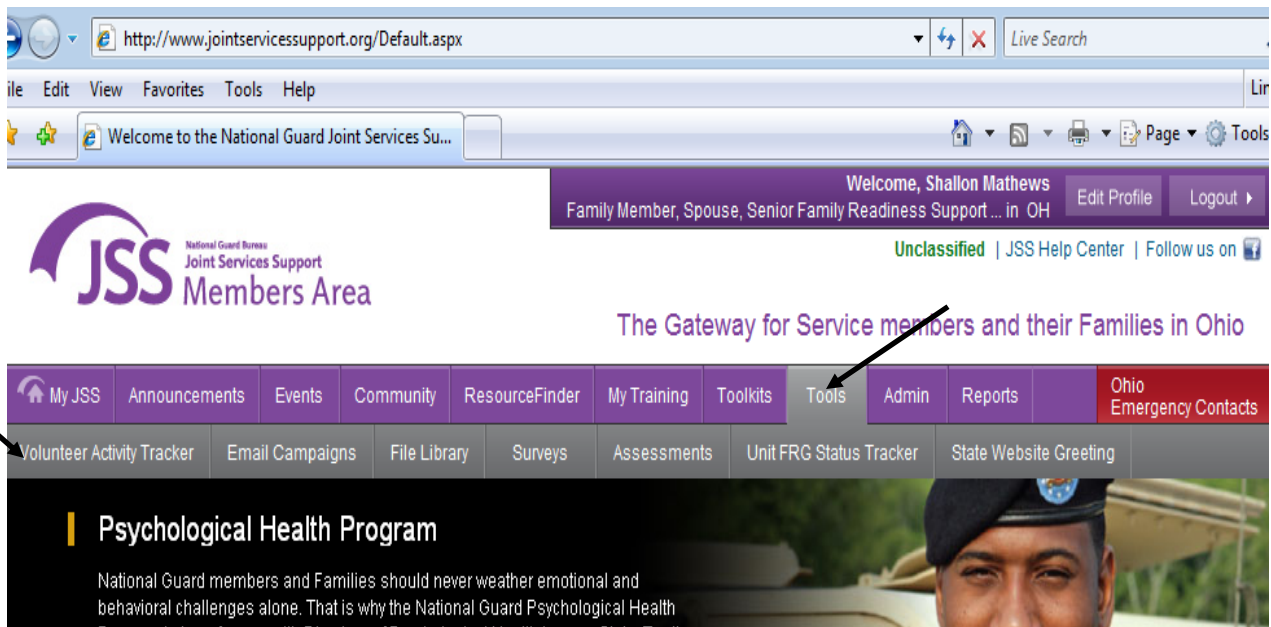 http://www.jointservicessupport.org/Default.aspx
Live Search
Edit View Favorites Tools Help
Welcome to the National Guard Joint Services Su...
Page
Tools
Welcome, Shallon Mathews
Family Member, Spouse, Senior Family Readiness Support ... in OH
Edit Profile
Logout
Unclassified | JSS Help Center | Follow us on
JSS
National Guard Bureau
Joint Services Support
Members Area
The Gateway for Service members and their Families in Ohio
My JSS Announcements Events Community ResourceFinder My Training Toolkits Tools Admin Reports
Ohio
Emergency Contacts
Volunteer Activity Tracker Email Campaigns File Library Surveys Assessments Unit FRG Status Tracker State Website Greeting
Psychological Health Program
National Guard members and Families should never weather emotional and
behavioral challenges alone. That is why the National Guard Psychological Health